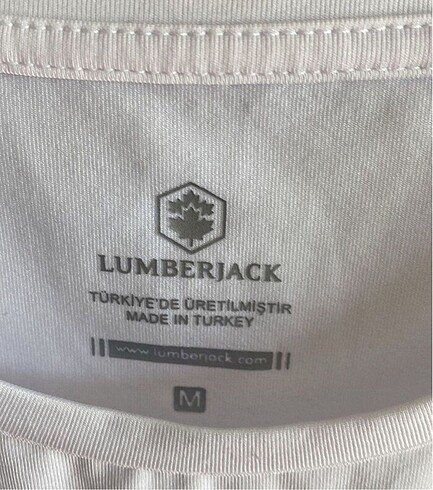 LUMBERJACK
TÜRKİYE'DE ÜRETİLMİŞTİR
MADE IN TURKEY
www.lumberjack.com
M